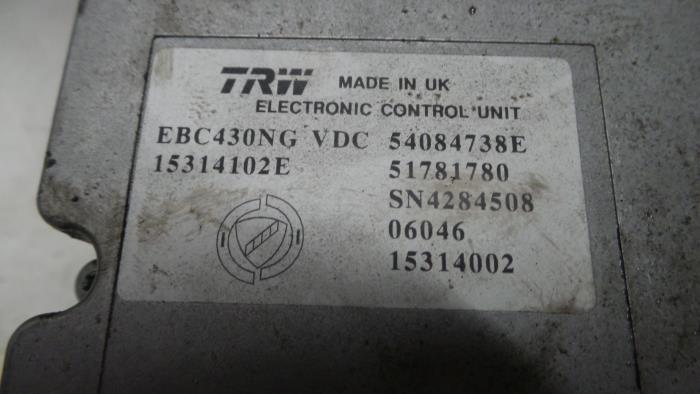 TRW MADE IN UK
ELECTRONIC CONTROL UNIT
EBC430NG VDC 54084738E
15314102E 51781780
SN4284508
06046
15314002